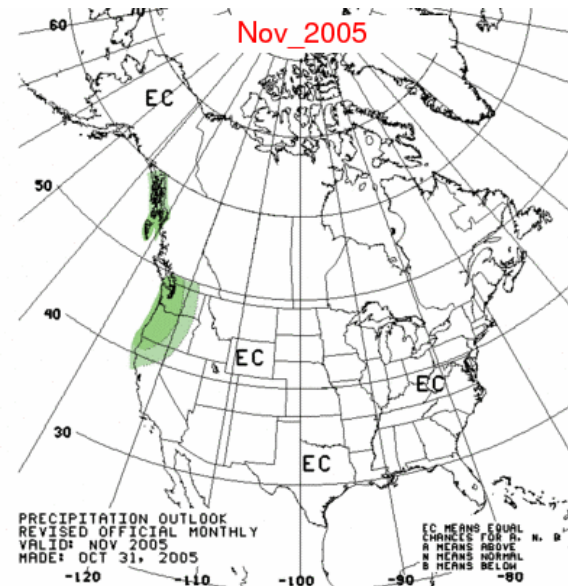 Nov_2005
60
EC
50
40
EC
EC
30
EC
PRECIPITATION OUTLOOK
REVISED OFFICIAL MONTHLY
VALID: NOV 2005
MADE: OCT 31, 2005
EC MEANS EQUAL
CHANCES FOR A, N, B
A MEANS ABOVE
N MEANS NORMAL
B MEANS BELOW
-120 -110 -100 -90 -80